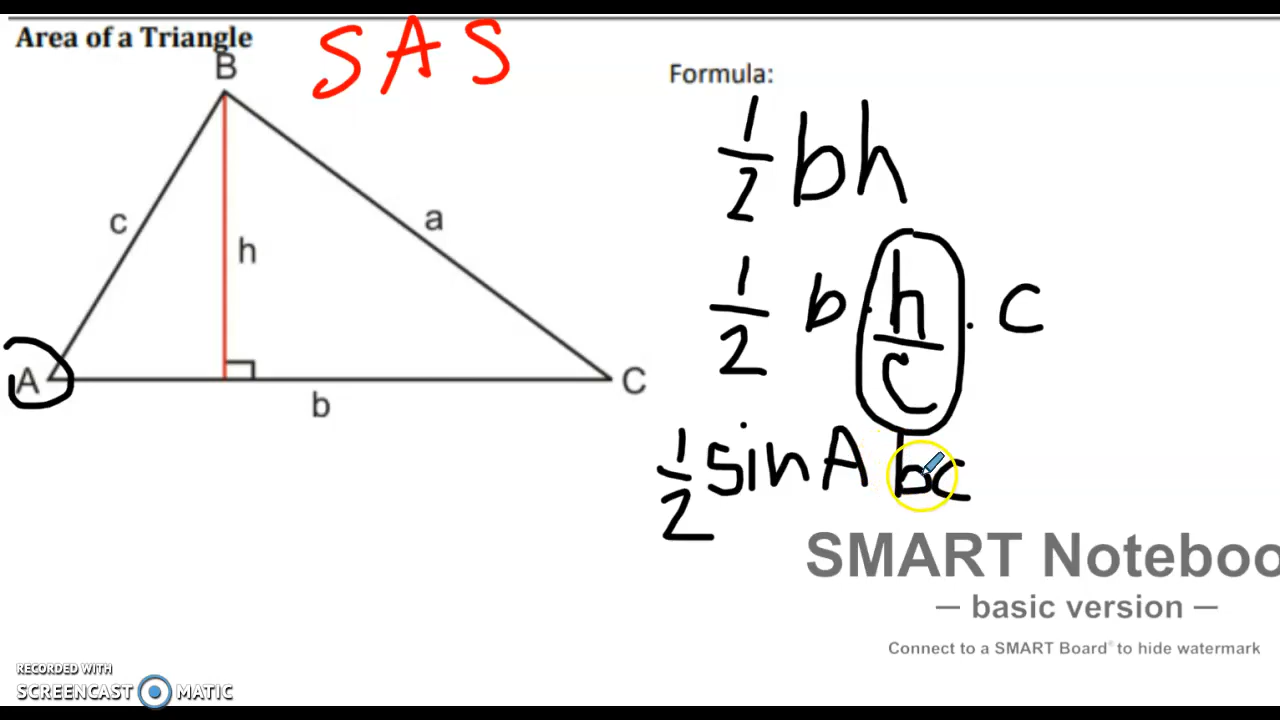 Area of a Triangle
SAS
B
c
h
a
A
b
C
Formula:
1/2 bh
1/2 b · h/c · c
1/2 sin A bc
SMART Noteboo
— basic version —
Connect to a SMART Board® to hide watermark
RECORDED WITH
SCREENCAST MATIC